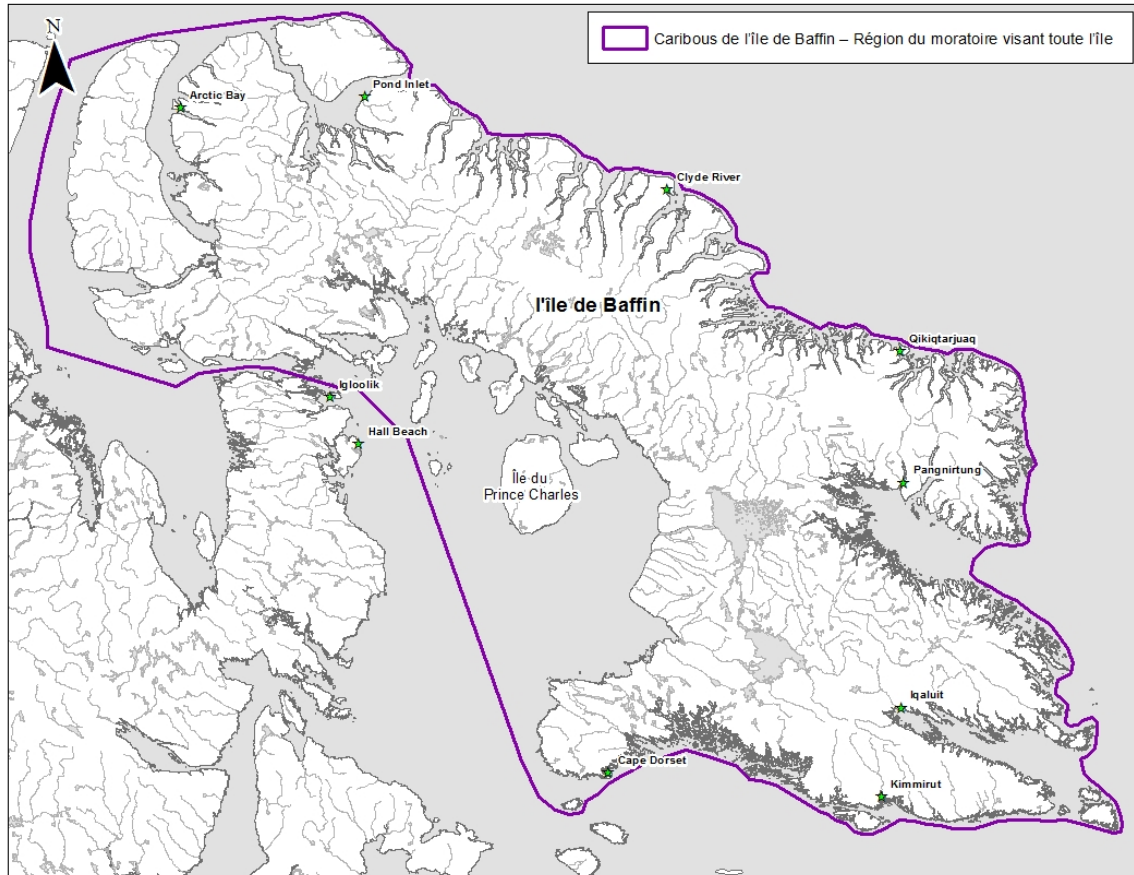 N
Caribous de l'île de Baffin – Région du moratoire visant toute l'île
Arctic Bay
Pond Inlet
Clyde River
l'île de Baffin
Qikiqtarjuaq
Igloolik
Hall Beach
Île du
Prince Charles
Pangnirtung
Iqaluit
Cape Dorset
Kimmirut